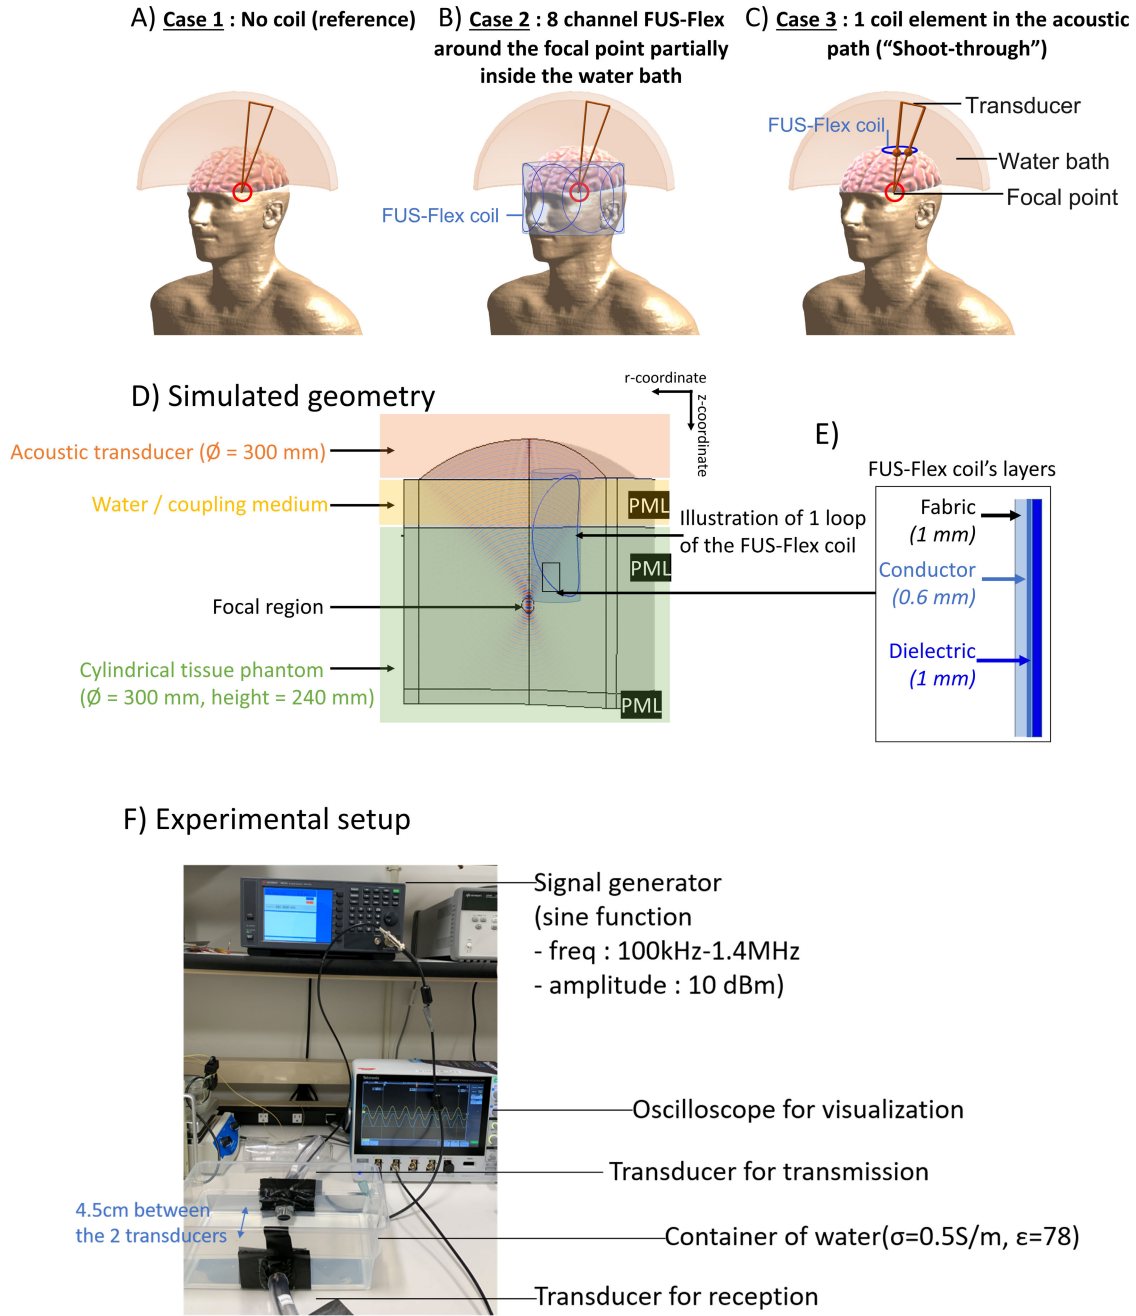 A) Case 1 : No coil (reference)
B) Case 2 : 8 channel FUS-Flex
around the focal point partially
inside the water bath
C) Case 3 : 1 coil element in the acoustic
path (“Shoot-through”)
FUS-Flex coil
FUS-Flex coil
Transducer
Water bath
Focal point
D) Simulated geometry
r-coordinate
z-coordinate
Acoustic transducer (Ø = 300 mm)
Water / coupling medium
PML
Illustration of 1 loop
of the FUS-Flex coil
PML
Focal region
Cylindrical tissue phantom
(Ø = 300 mm, height = 240 mm)
PML
E)
FUS-Flex coil’s layers
Fabric
(1 mm)
Conductor
(0.6 mm)
Dielectric
(1 mm)
F) Experimental setup
Signal generator
(sine function
- freq : 100kHz-1.4MHz
- amplitude : 10 dBm)
Oscilloscope for visualization
Transducer for transmission
4.5cm between
the 2 transducers
Container of water(σ=0.5S/m, ε=78)
Transducer for reception